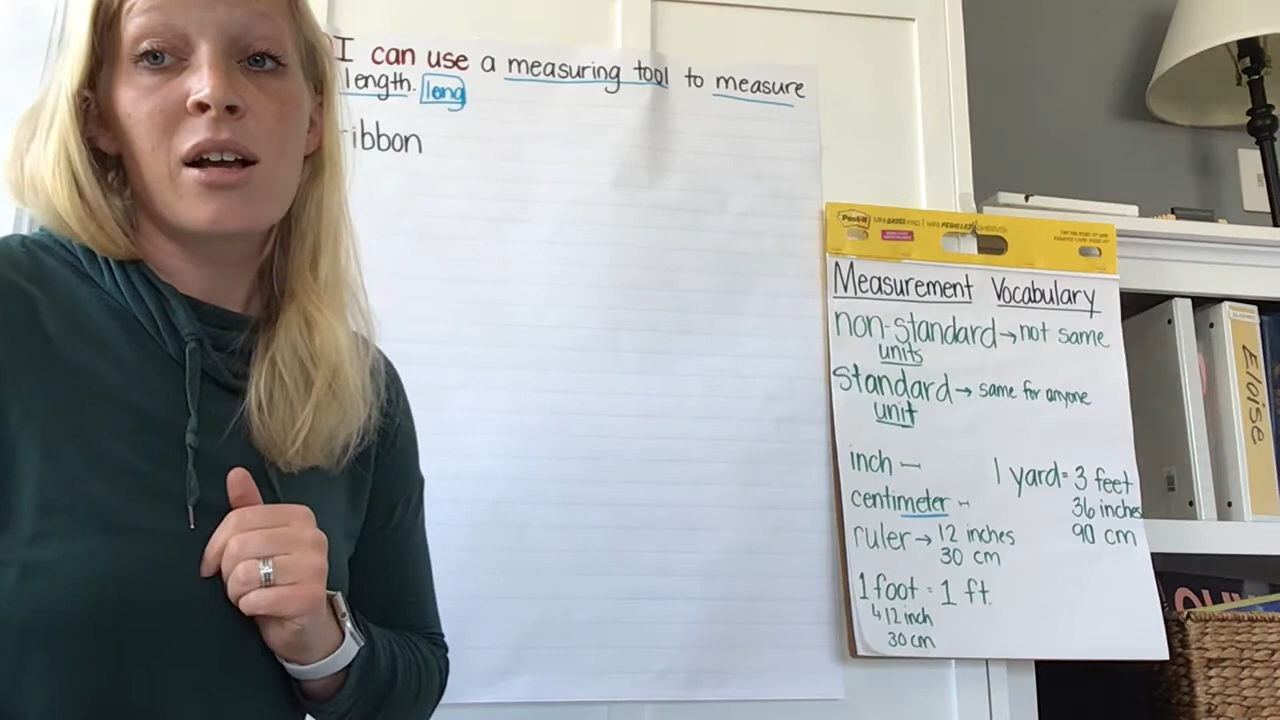 I can use a measuring tool to measure
length. long
ribbon
Post-it
Measurement Vocabulary
non-standard → not same
units
standard → same for anyone
unit
inch
centimeter
ruler → 12 inches
30 cm
1 foot = 1 ft.
↳ 12 inch
30 cm
1 yard = 3 feet
36 inches
90 cm
Eloise